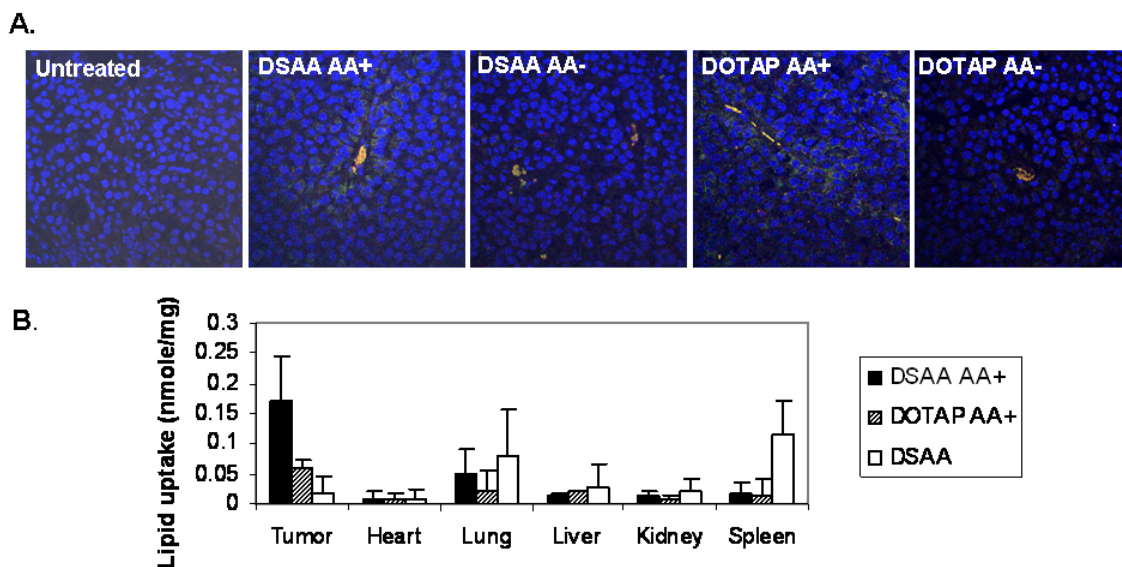 A.
Untreated
DSAA AA+
DSAA AA-
DOTAP AA+
DOTAP AA-
B.
Lipid uptake (nmole/mg)
0.3
0.25
0.2
0.15
0.1
0.05
0
Tumor Heart Lung Liver Kidney Spleen
DSAA AA+
DOTAP AA+
DSAA